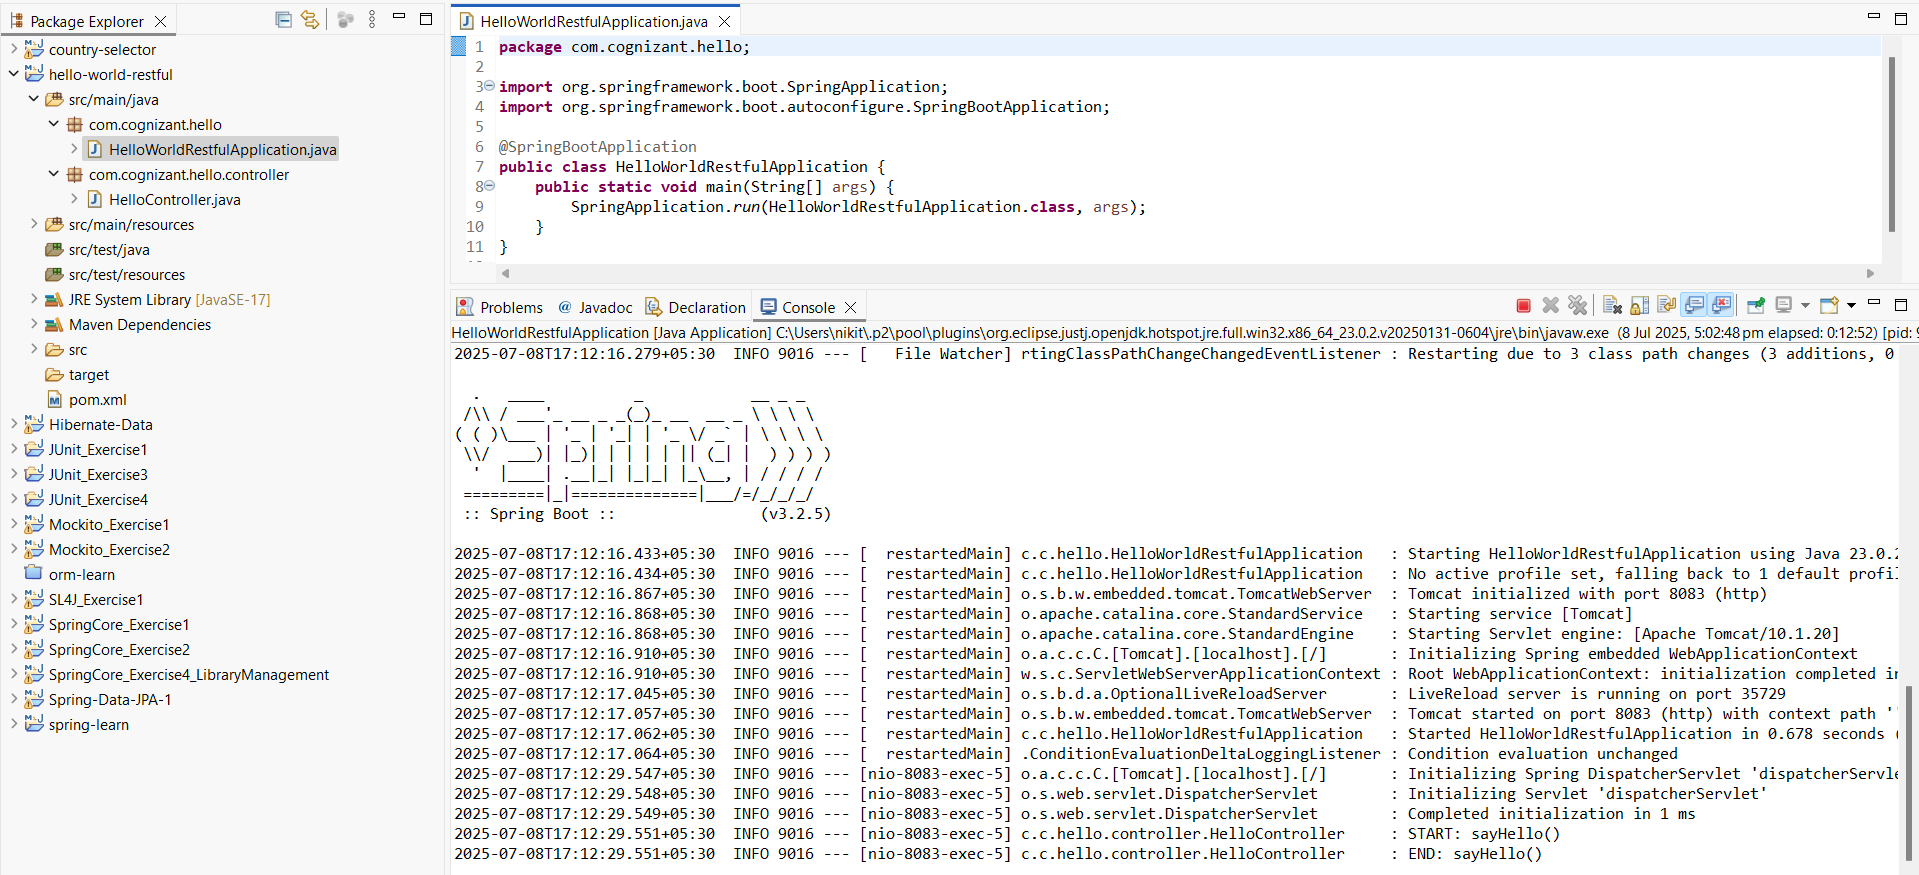 Package Explorer
country-selector
hello-world-restful
src/main/java
com.cognizant.hello
HelloWorldRestfulApplication.java
com.cognizant.hello.controller
HelloController.java
src/main/resources
src/test/java
src/test/resources
JRE System Library [JavaSE-17]
Maven Dependencies
src
target
pom.xml
Hibernate-Data
JUnit_Exercise1
JUnit_Exercise3
JUnit_Exercise4
Mockito_Exercise1
Mockito_Exercise2
orm-learn
SL4J_Exercise1
SpringCore_Exercise1
SpringCore_Exercise2
SpringCore_Exercise4_LibraryManagement
Spring-Data-JPA-1
spring-learn
HelloWorldRestfulApplication.java
1 package com.cognizant.hello;
2
3 import org.springframework.boot.SpringApplication;
4 import org.springframework.boot.autoconfigure.SpringBootApplication;
5
6 @SpringBootApplication
7 public class HelloWorldRestfulApplication {
8 public static void main(String[] args) {
9 SpringApplication.run(HelloWorldRestfulApplication.class, args);
10 }
11 }
Problems @ Javadoc Declaration Console
HelloWorldRestfulApplication [Java Application] C:\Users\nikit\.p2\pool\plugins\org.eclipse.justj.openjdk.hotspot.jre.full.win32.x86_64_23.0.2.v20250131-0604\jre\bin\javaw.exe (8 Jul 2025, 5:02:48 pm elapsed: 0:12:52) [pid: 9
2025-07-08T17:12:16.279+05:30 INFO 9016 --- [ File Watcher] rtingClassPathChangeChangedEventListener : Restarting due to 3 class path changes (3 additions, 0
  .   ____          _            __ _ _
 /\\ / ___'_ __ _ _(_)_ __  __ _ \ \ \ \
( ( )\___ | '_ | '_| | '_ \/ _` | \ \ \ \
 \\/  ___)| |_)| | | | | || (_| |  ) ) ) )
  '  |____| .__|_| |_|_| |_\__, | / / / /
 =========|_|==============|___/=/_/_/_/
:: Spring Boot :: (v3.2.5)
2025-07-08T17:12:16.433+05:30 INFO 9016 --- [ restartedMain] c.c.hello.HelloWorldRestfulApplication : Starting HelloWorldRestfulApplication using Java 23.0.2
2025-07-08T17:12:16.434+05:30 INFO 9016 --- [ restartedMain] c.c.hello.HelloWorldRestfulApplication : No active profile set, falling back to 1 default profil
2025-07-08T17:12:16.867+05:30 INFO 9016 --- [ restartedMain] o.s.b.w.embedded.tomcat.TomcatWebServer : Tomcat initialized with port 8083 (http)
2025-07-08T17:12:16.868+05:30 INFO 9016 --- [ restartedMain] o.apache.catalina.core.StandardService : Starting service [Tomcat]
2025-07-08T17:12:16.868+05:30 INFO 9016 --- [ restartedMain] o.apache.catalina.core.StandardEngine : Starting Servlet engine: [Apache Tomcat/10.1.20]
2025-07-08T17:12:16.910+05:30 INFO 9016 --- [ restartedMain] o.a.c.c.C.[Tomcat].[localhost].[/] : Initializing Spring embedded WebApplicationContext
2025-07-08T17:12:16.910+05:30 INFO 9016 --- [ restartedMain] w.s.c.ServletWebServerApplicationContext : Root WebApplicationContext: initialization completed in
2025-07-08T17:12:17.045+05:30 INFO 9016 --- [ restartedMain] o.s.b.d.a.OptionalLiveReloadServer : LiveReload server is running on port 35729
2025-07-08T17:12:17.057+05:30 INFO 9016 --- [ restartedMain] o.s.b.w.embedded.tomcat.TomcatWebServer : Tomcat started on port 8083 (http) with context path '
2025-07-08T17:12:17.062+05:30 INFO 9016 --- [ restartedMain] c.c.hello.HelloWorldRestfulApplication : Started HelloWorldRestfulApplication in 0.678 seconds (
2025-07-08T17:12:17.064+05:30 INFO 9016 --- [ restartedMain] .ConditionEvaluationDeltaLoggingListener : Condition evaluation unchanged
2025-07-08T17:12:29.547+05:30 INFO 9016 --- [nio-8083-exec-5] o.a.c.c.C.[Tomcat].[localhost].[/] : Initializing Spring DispatcherServlet 'dispatcherServle
2025-07-08T17:12:29.548+05:30 INFO 9016 --- [nio-8083-exec-5] o.s.web.servlet.DispatcherServlet : Initializing Servlet 'dispatcherServlet'
2025-07-08T17:12:29.549+05:30 INFO 9016 --- [nio-8083-exec-5] o.s.web.servlet.DispatcherServlet : Completed initialization in 1 ms
2025-07-08T17:12:29.551+05:30 INFO 9016 --- [nio-8083-exec-5] c.c.hello.controller.HelloController : START: sayHello()
2025-07-08T17:12:29.551+05:30 INFO 9016 --- [nio-8083-exec-5] c.c.hello.controller.HelloController : END: sayHello()